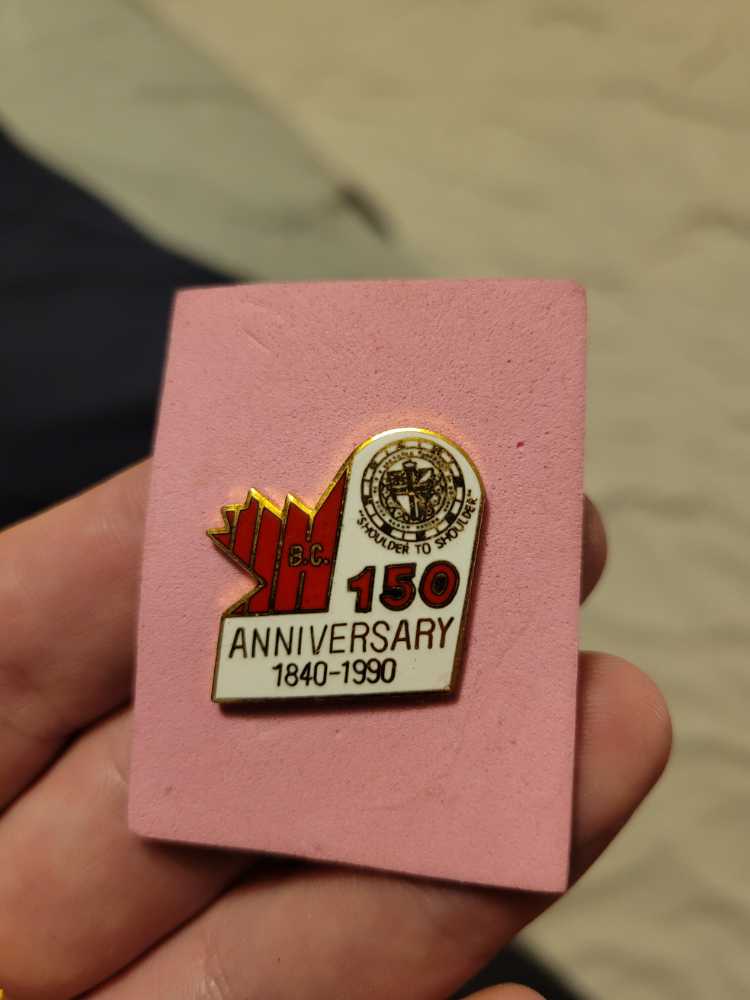 "SHOULDER TO SHOULDER"
B.C.
150
ANNIVERSARY
1840-1990